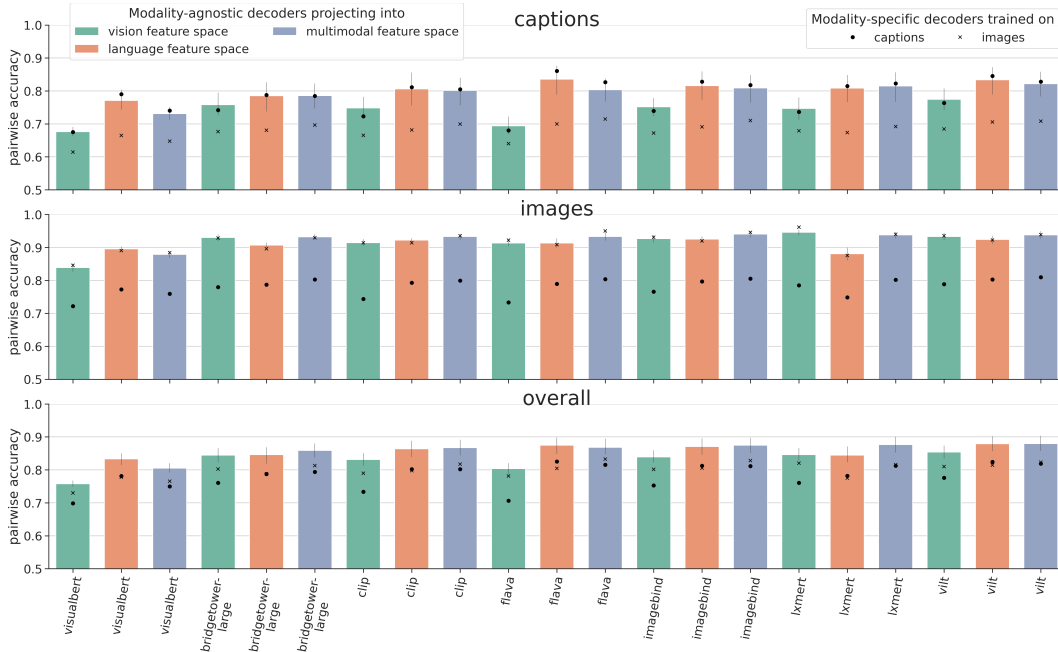 captions
Modality-agnostic decoders projecting into
vision feature space
multimodal feature space
language feature space
Modality-specific decoders trained on
captions
images
pairwise accuracy
1.0
0.9
0.8
0.7
0.6
0.5
images
pairwise accuracy
1.0
0.9
0.8
0.7
0.6
0.5
overall
pairwise accuracy
1.0
0.9
0.8
0.7
0.6
0.5
visualbert
visualbert
visualbert
bridgetower-
large
bridgetower-
large
bridgetower-
large
clip
clip
clip
flava
flava
flava
imagebind
imagebind
imagebind
lxmert
lxmert
lxmert
vilt
vilt
vilt